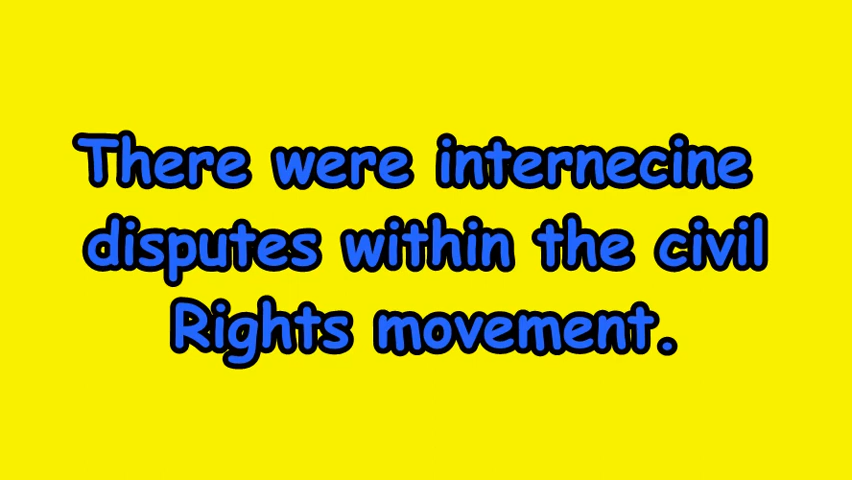 There were internecine
disputes within the civil
Rights movement.